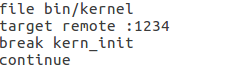 file bin/kernel
target remote :1234
break kern_init
continue